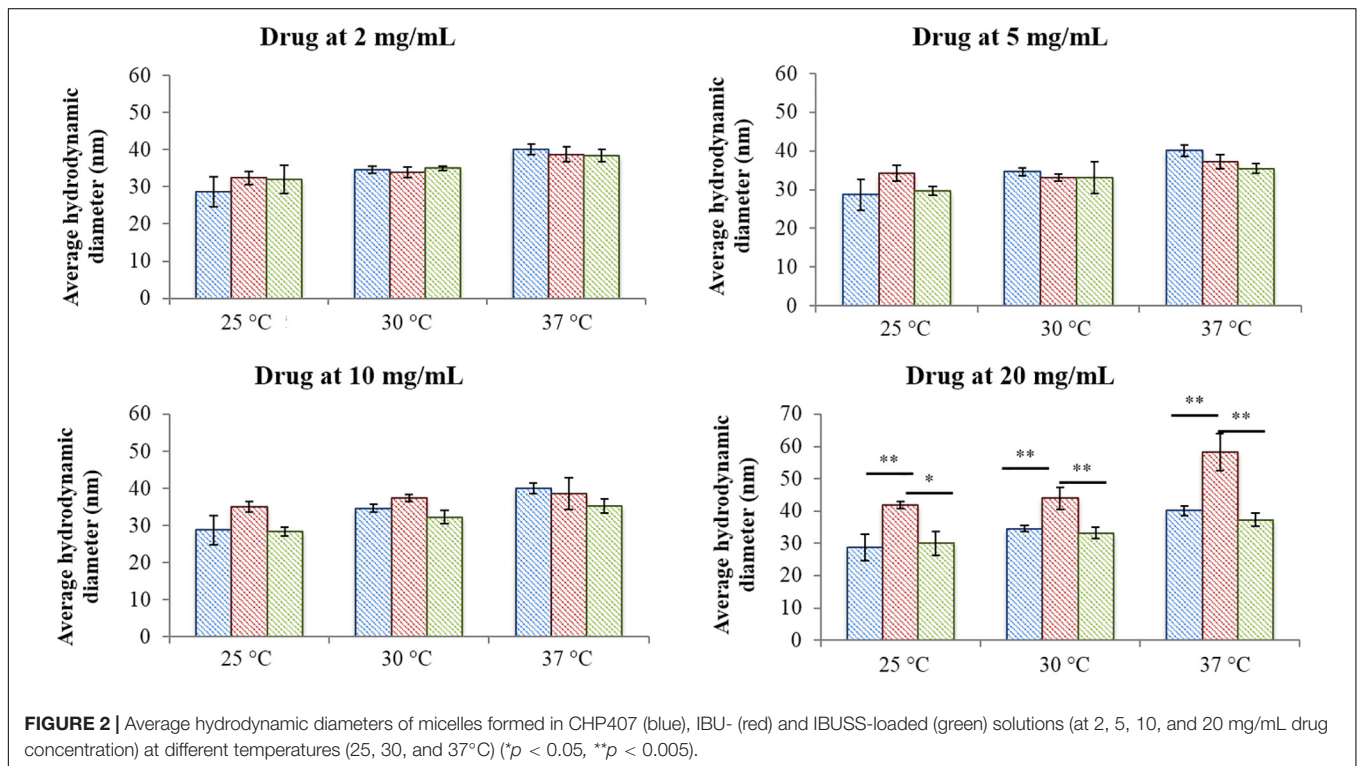 Drug at 2 mg/mL
Average hydrodynamic
diameter (nm)
60
50
40
30
20
10
0
25 °C
30 °C
37 °C
Drug at 5 mg/mL
Average hydrodynamic
diameter (nm)
60
50
40
30
20
10
0
25 °C
30 °C
37 °C
Drug at 10 mg/mL
Average hydrodynamic
diameter (nm)
60
50
40
30
20
10
0
25 °C
30 °C
37 °C
Drug at 20 mg/mL
Average hydrodynamic
diameter (nm)
70
60
50
40
30
20
10
0
** *
** **
** **
25 °C
30 °C
37 °C
FIGURE 2 | Average hydrodynamic diameters of micelles formed in CHP407 (blue), IBU- (red) and IBUSS-loaded (green) solutions (at 2, 5, 10, and 20 mg/mL drug
concentration) at different temperatures (25, 30, and 37°C) (*p < 0.05, **p < 0.005).